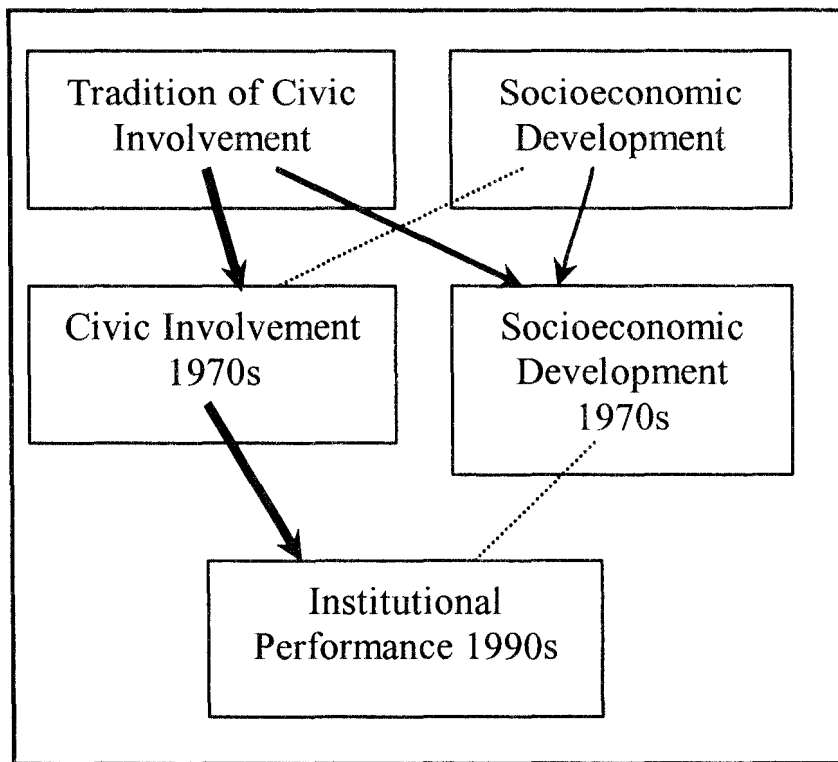 Tradition of Civic
Involvement
Socioeconomic
Development
Civic Involvement
1970s
Socioeconomic
Development
1970s
Institutional
Performance 1990s